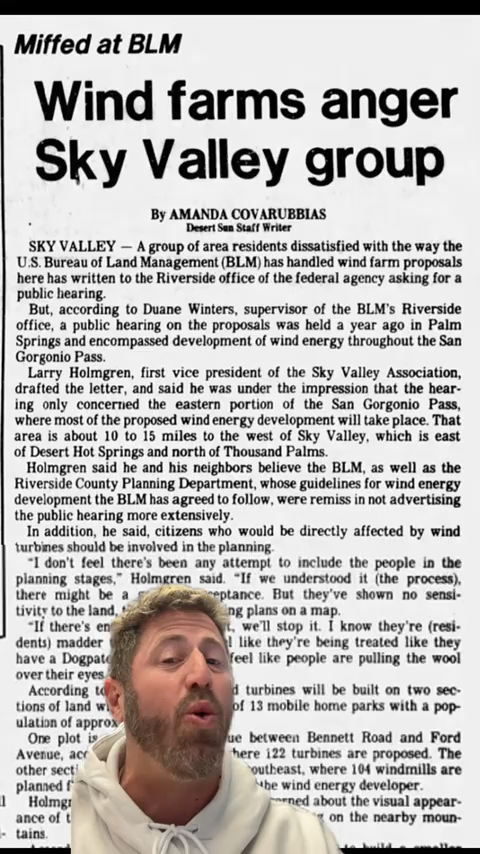 Miffed at BLM
Wind farms anger
Sky Valley group
By AMANDA COVARUBBIAS
Desert Sun Staff Writer
SKY VALLEY — A group of area residents dissatisfied with the way the
U.S. Bureau of Land Management (BLM) has handled wind farm proposals
here has written to the Riverside office of the federal agency asking for a
public hearing.
But, according to Duane Winters, supervisor of the BLM's Riverside
office, a public hearing on the proposals was held a year ago in Palm
Springs and encompassed development of wind energy throughout the San
Gorgonio Pass.
Larry Holmgren, first vice president of the Sky Valley Association,
drafted the letter, and said he was under the impression that the hear-
ing only concerned the eastern portion of the San Gorgonio Pass,
where most of the proposed wind energy development will take place. That
area is about 10 to 15 miles to the west of Sky Valley, which is east
of Desert Hot Springs and north of Thousand Palms.
Holmgren said he and his neighbors believe the BLM, as well as the
Riverside County Planning Department, whose guidelines for wind energy
development the BLM has agreed to follow, were remiss in not advertising
the public hearing more extensively.
In addition, he said, citizens who would be directly affected by wind
turbines should be involved in the planning.
"I don't feel there's been any attempt to include the people in the
planning stages," Holmgren said. "If we understood it (the process),
there might be a eptance. But they've shown no sensi-
tivity to the land, ng plans on a map.
"If there's en t, we'll stop it. I know they're (resi-
dents) madder l like they're being treated like they
have a Dogpat feel like people are pulling the wool
over their eyes
According to d turbines will be built on two sec-
tions of land w of 13 mobile home parks with a pop-
ulation of approx
One plot is ue between Bennett Road and Ford
Avenue, acc here 122 turbines are proposed. The
other secti outheast, where 104 windmills are
planned f the wind energy developer.
Holmg erned about the visual appear-
ance of t on the nearby moun-
tains.